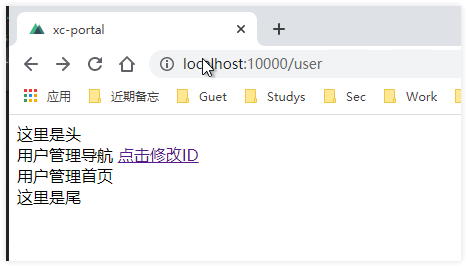 xc-portal
localhost:10000/user
应用 近期备忘 Guet Studys Sec Work
这里是头
用户管理导航 点击修改ID
用户管理首页
这里是尾